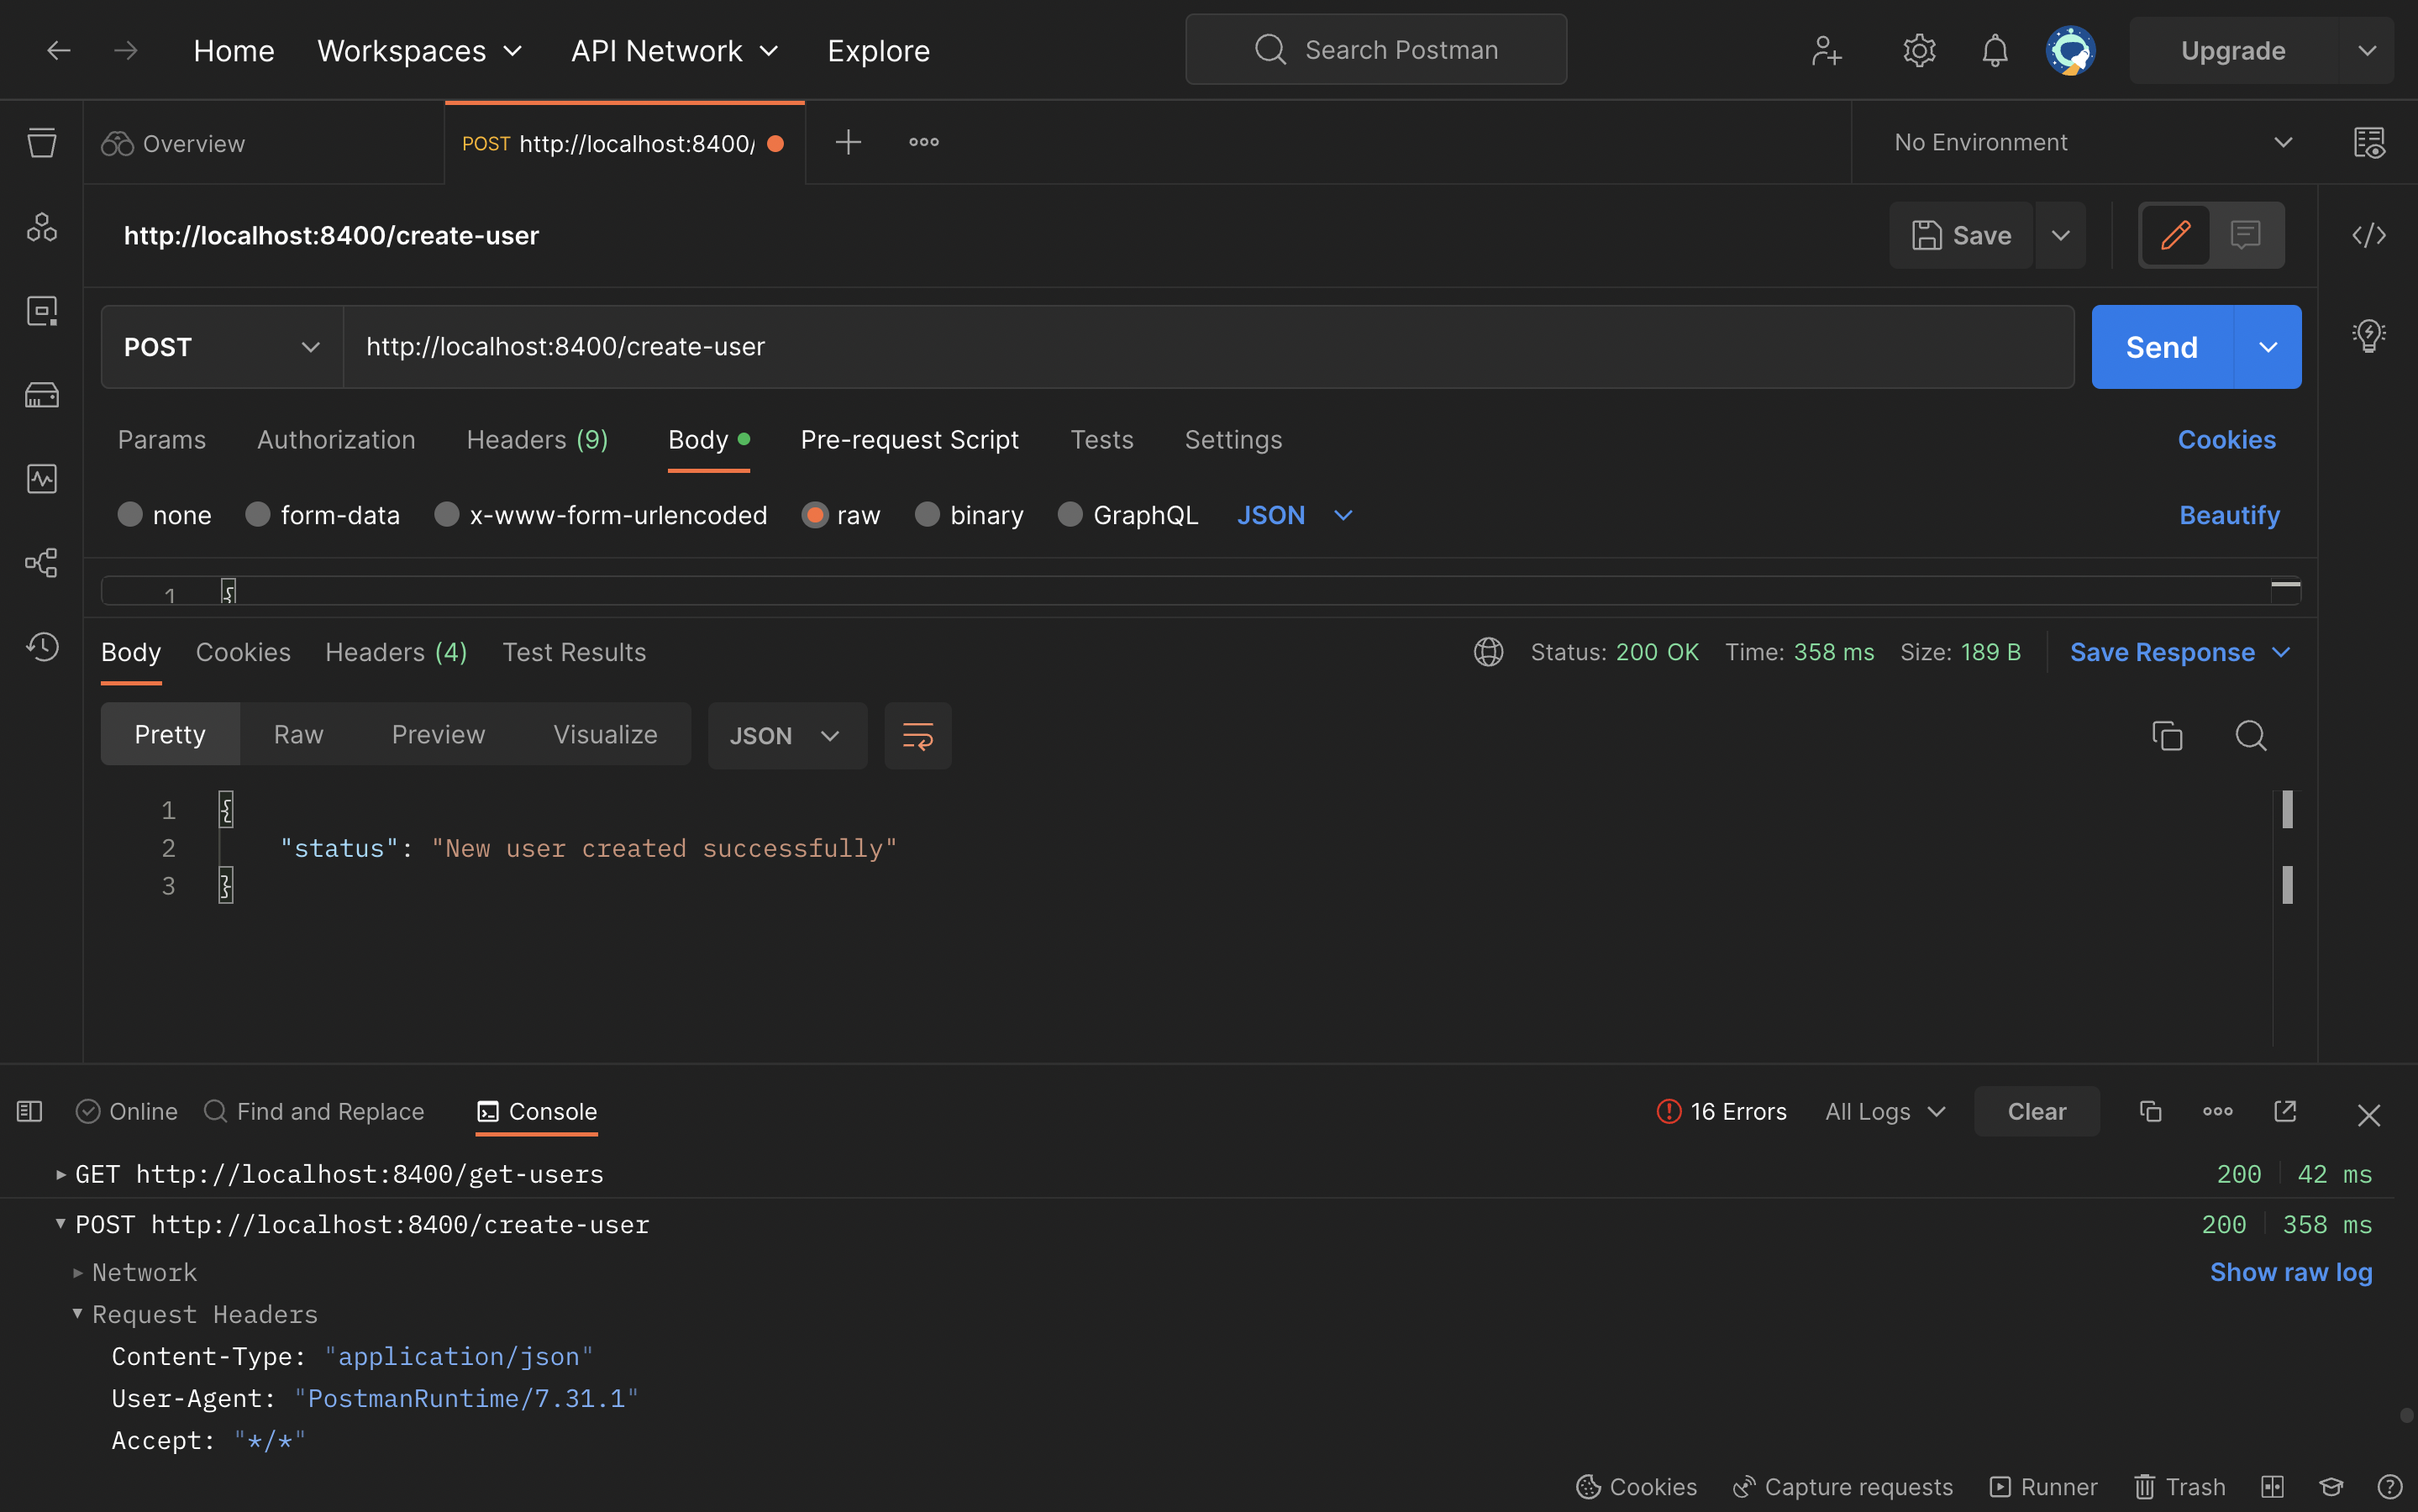 Home Workspaces API Network Explore Search Postman Upgrade
Overview POST http://localhost:8400/ No Environment
http://localhost:8400/create-user Save
POST http://localhost:8400/create-user Send
Params Authorization Headers (9) Body Pre-request Script Tests Settings Cookies
none form-data x-www-form-urlencoded raw binary GraphQL JSON Beautify
1 {
Body Cookies Headers (4) Test Results Status: 200 OK Time: 358 ms Size: 189 B Save Response
Pretty Raw Preview Visualize JSON
1 {
2 "status": "New user created successfully"
3 }
Online Find and Replace Console 16 Errors All Logs Clear
GET http://localhost:8400/get-users 200 42 ms
POST http://localhost:8400/create-user 200 358 ms
Network Show raw log
Request Headers
Content-Type: "application/json"
User-Agent: "PostmanRuntime/7.31.1"
Accept: "*/*"
Cookies Capture requests Runner Trash